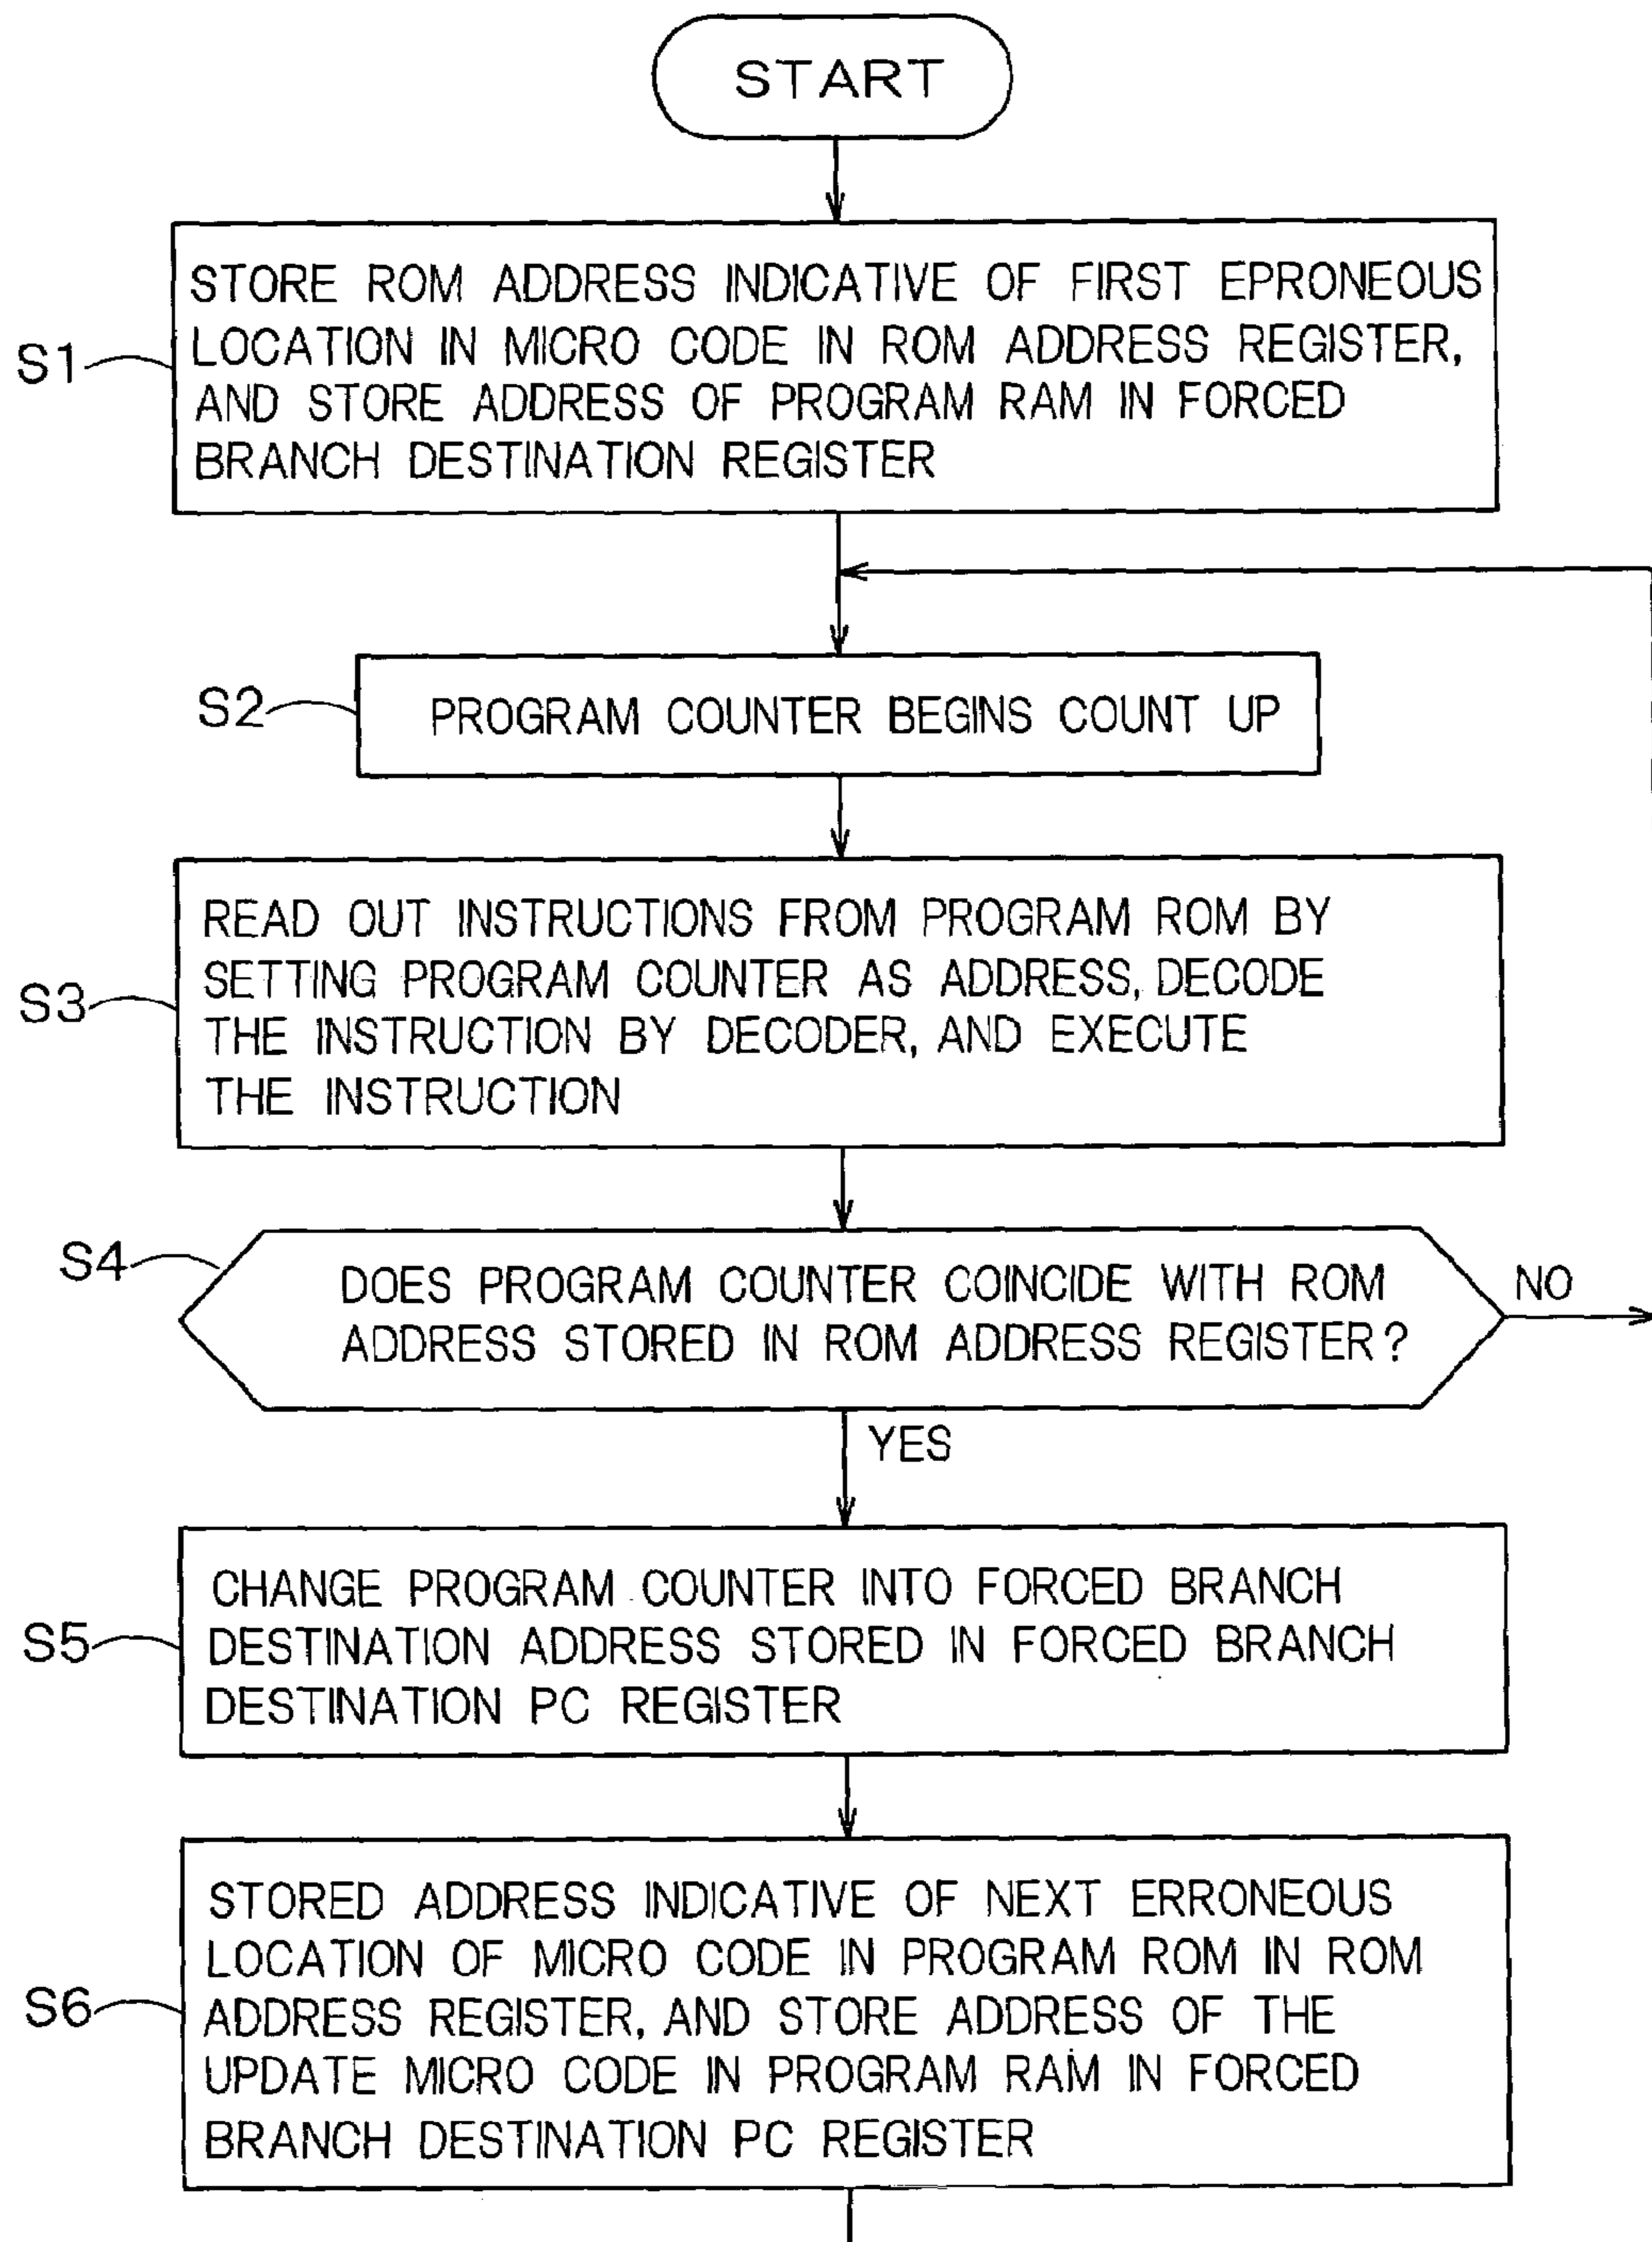 START
S1
STORE ROM ADDRESS INDICATIVE OF FIRST EPRONEOUS
LOCATION IN MICRO CODE IN ROM ADDRESS REGISTER,
AND STORE ADDRESS OF PROGRAM RAM IN FORCED
BRANCH DESTINATION REGISTER
S2
PROGRAM COUNTER BEGINS COUNT UP
S3
READ OUT INSTRUCTIONS FROM PROGRAM ROM BY
SETTING PROGRAM COUNTER AS ADDRESS, DECODE
THE INSTRUCTION BY DECODER, AND EXECUTE
THE INSTRUCTION
S4
DOES PROGRAM COUNTER COINCIDE WITH ROM
ADDRESS STORED IN ROM ADDRESS REGISTER?
NO
YES
S5
CHANGE PROGRAM COUNTER INTO FORCED BRANCH
DESTINATION ADDRESS STORED IN FORCED BRANCH
DESTINATION PC REGISTER
S6
STORED ADDRESS INDICATIVE OF NEXT ERRONEOUS
LOCATION OF MICRO CODE IN PROGRAM ROM IN ROM
ADDRESS REGISTER, AND STORE ADDRESS OF THE
UPDATE MICRO CODE IN PROGRAM RAM IN FORCED
BRANCH DESTINATION PC REGISTER